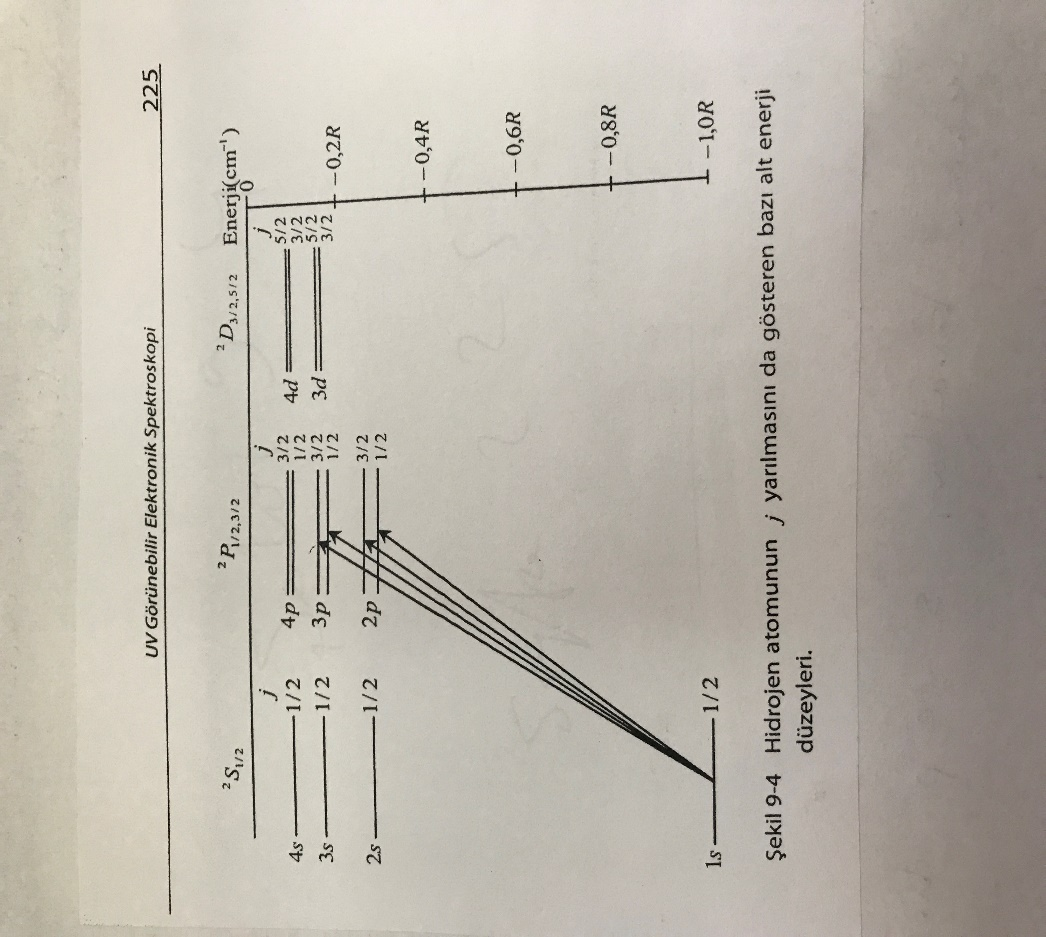 UV Görünebilir Elektronik Spektroskopi 225
²S₁/₂ ²P₁/₂,₃/₂ ²D₃/₂,₅/₂ Enerji(cm⁻¹)
0
j j j
4s 1/2 4p 3/2 4d 5/2
1/2 3/2
3s 1/2 3p 3/2 3d 5/2
1/2 3/2
−0,2R
2s 1/2 2p 3/2
1/2
−0,4R
−0,6R
−0,8R
1s 1/2 −1,0R
Şekil 9-4 Hidrojen atomunun j yarılmasını da gösteren bazı alt enerji
düzeyleri.